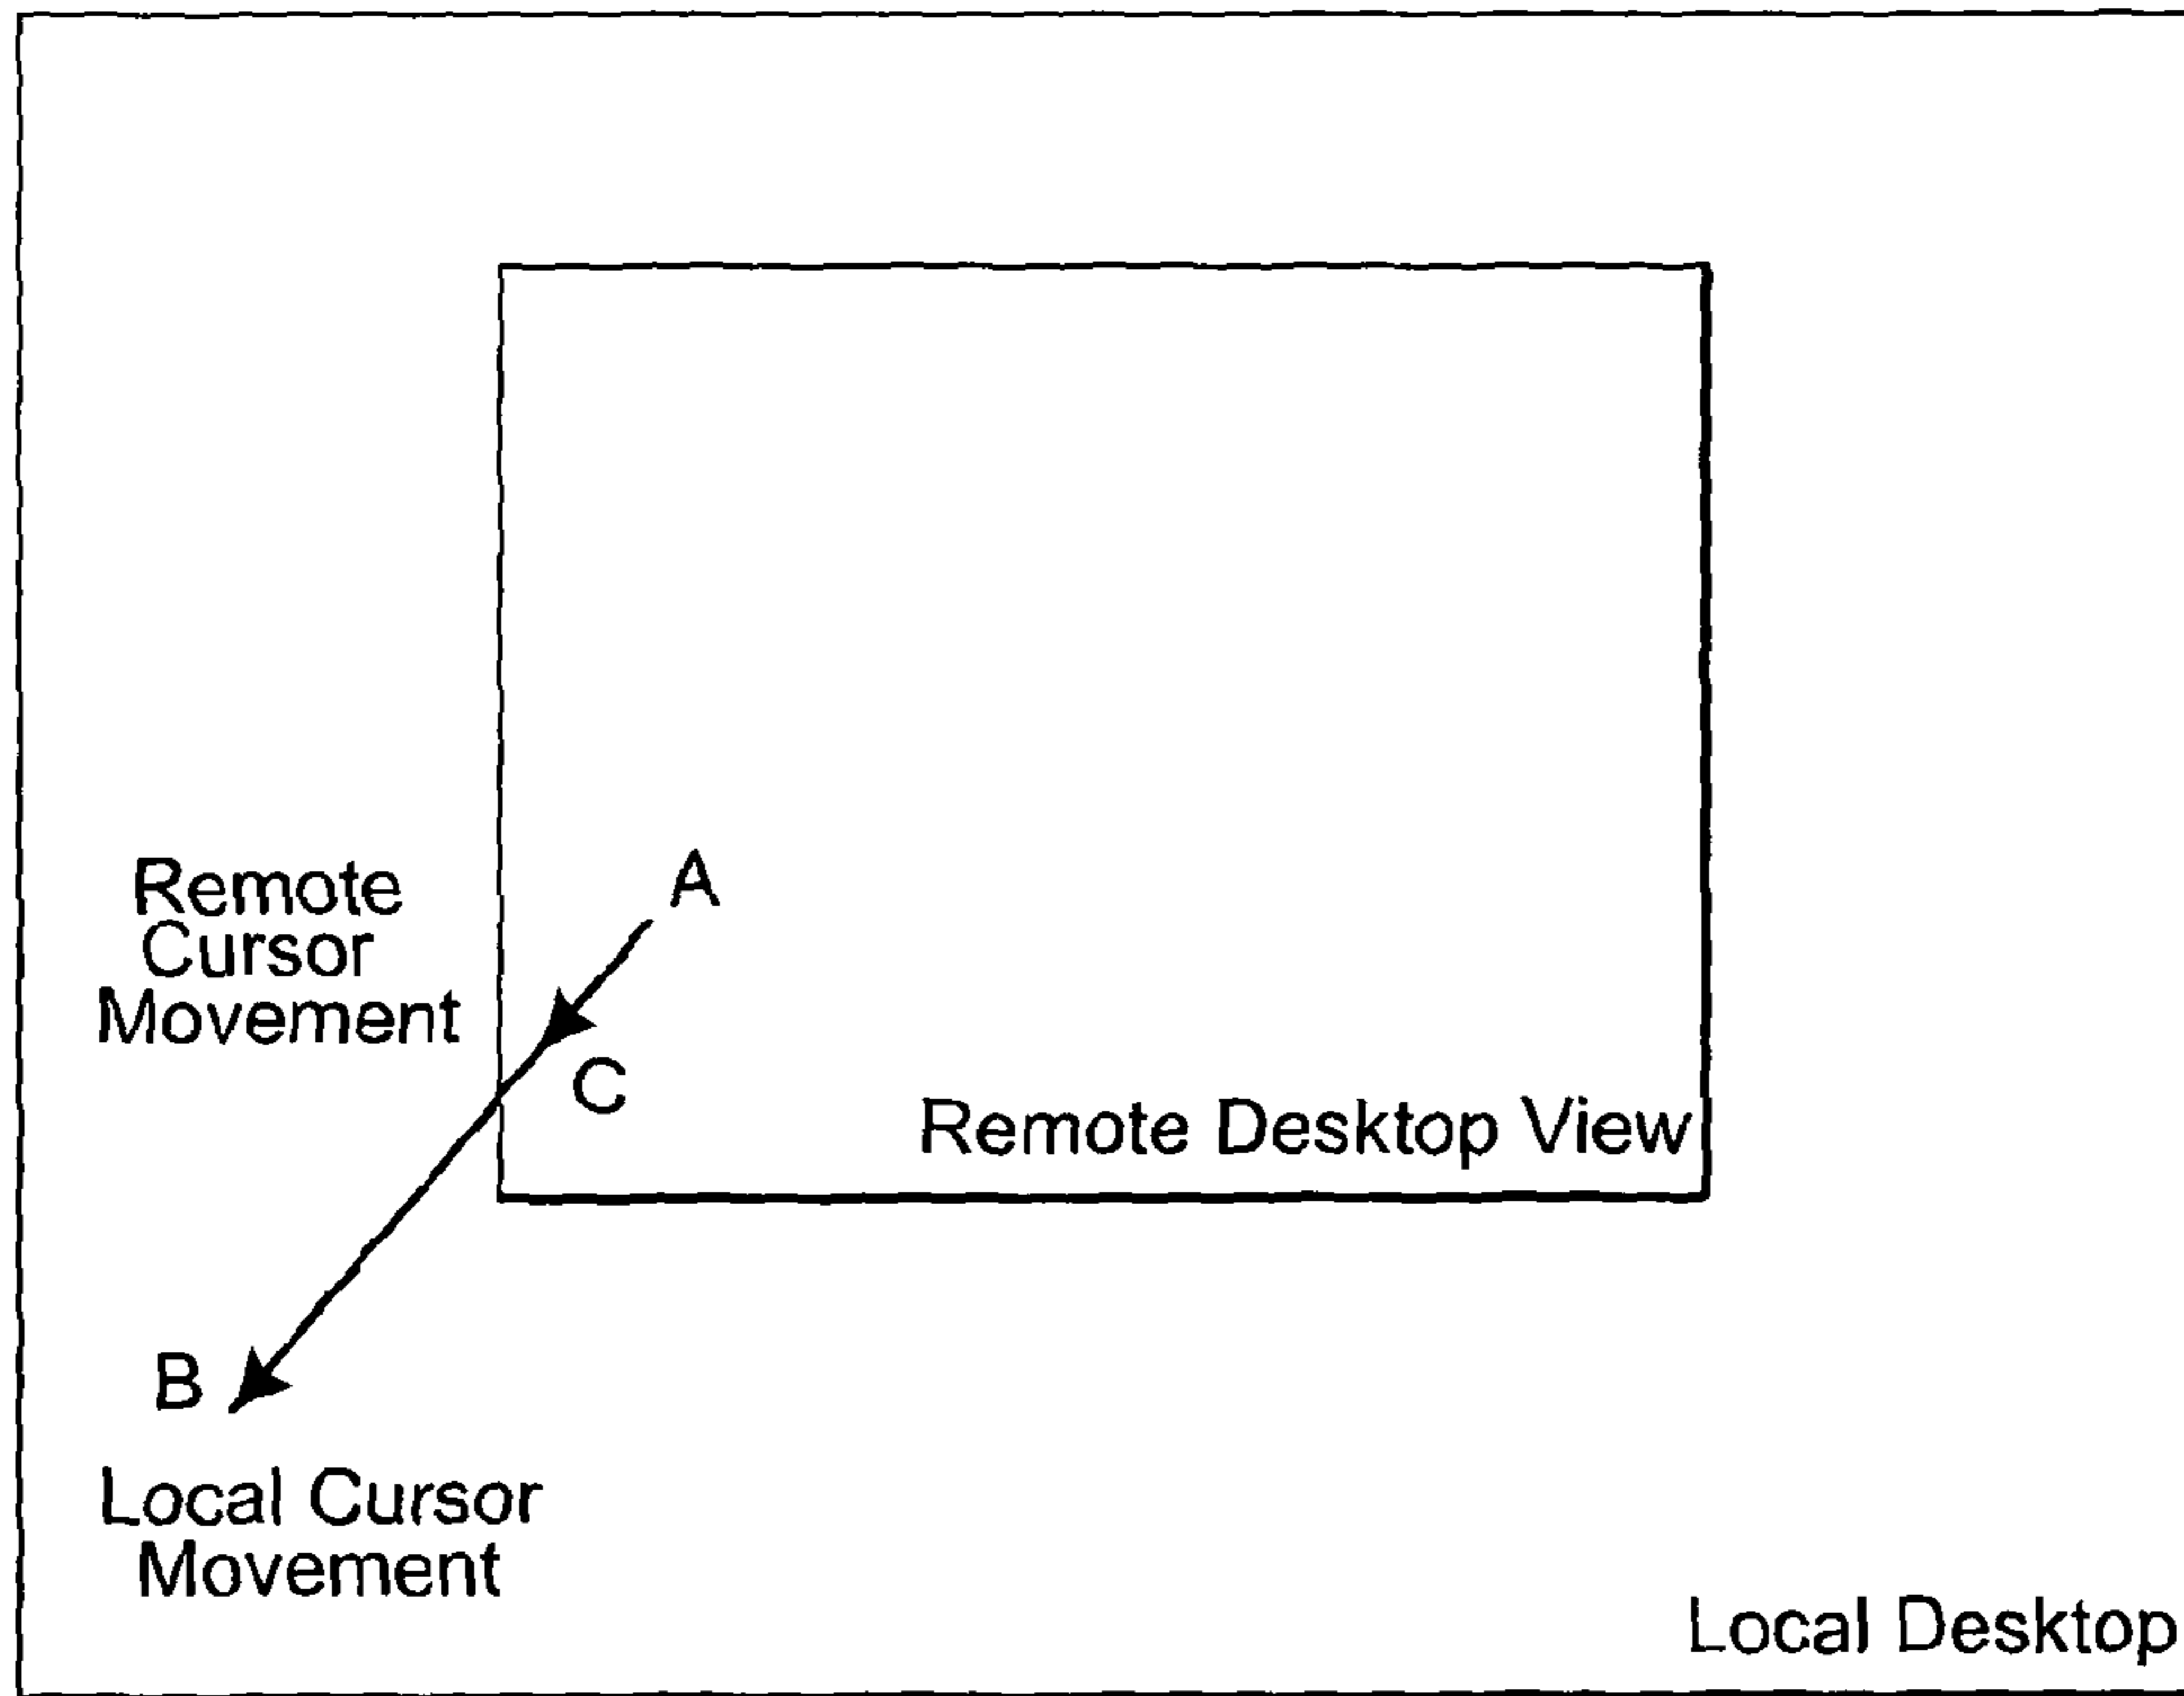 A
Remote
Cursor
Movement
C
Remote Desktop View
B
Local Cursor
Movement
Local Desktop